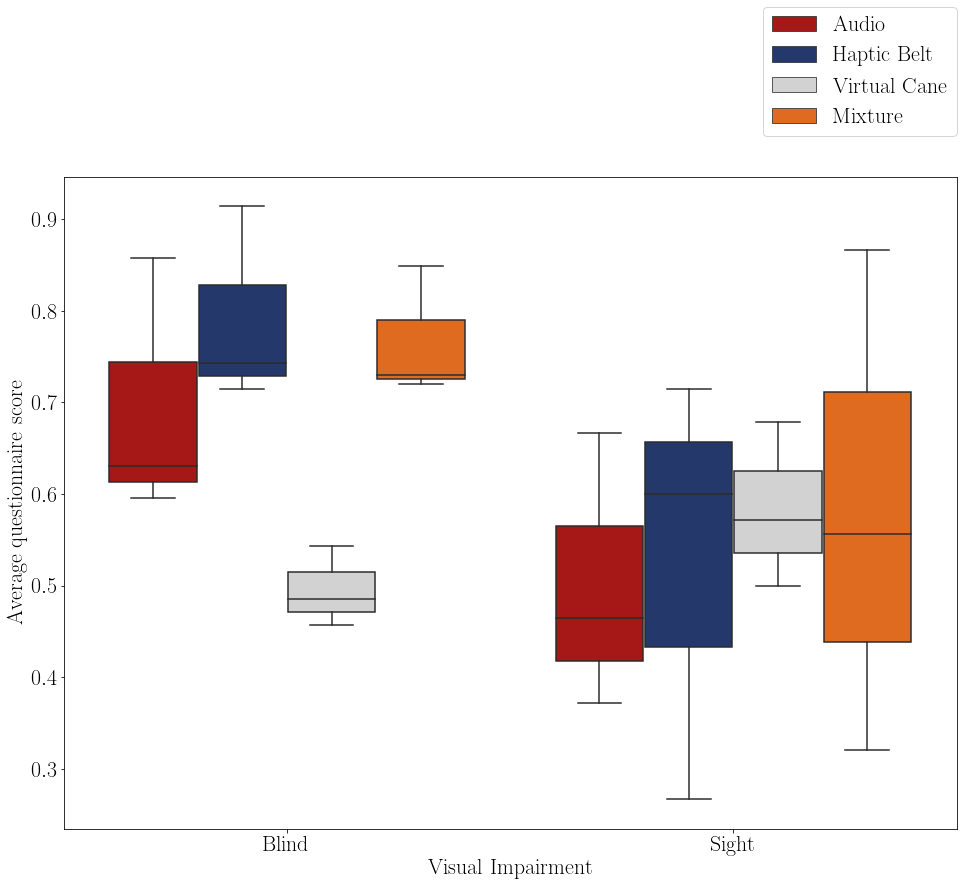 Audio
Haptic Belt
Virtual Cane
Mixture
0.9
0.8
0.7
0.6
0.5
0.4
0.3
Average questionnaire score
Blind
Sight
Visual Impairment